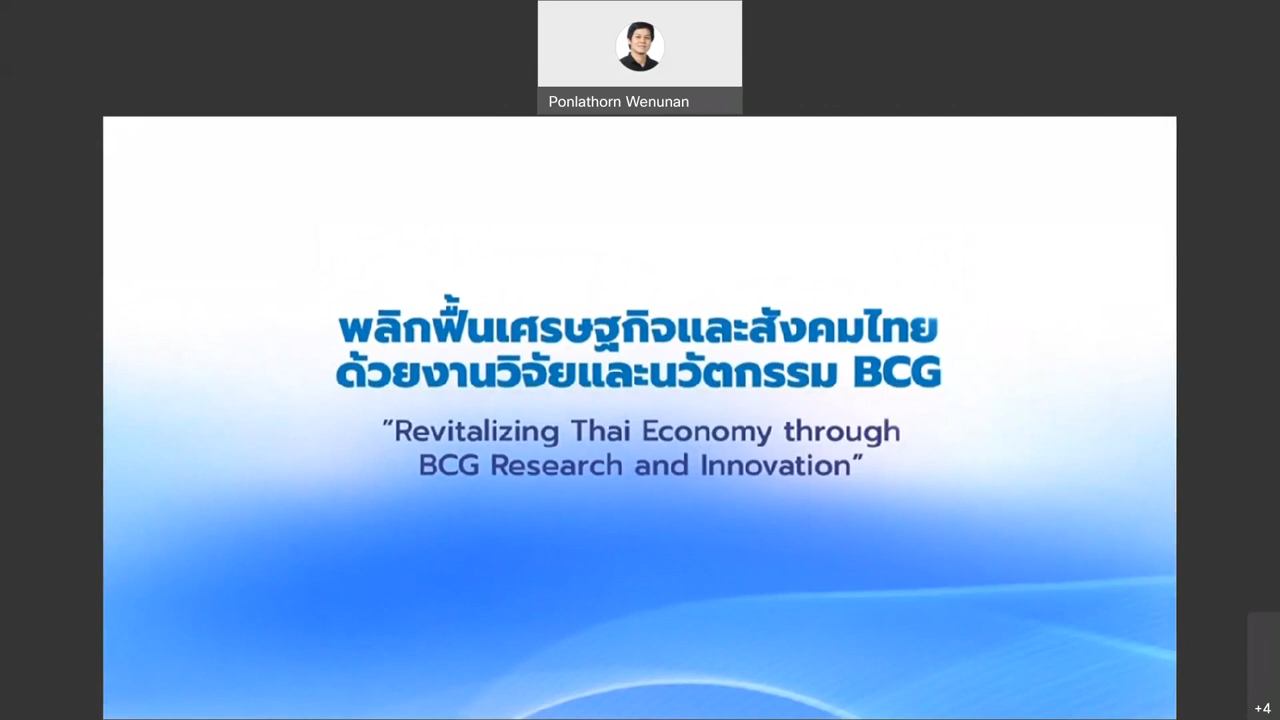 Ponlathorn Wenunan
พลิกฟื้นเศรษฐกิจและสังคมไทย
ด้วยงานวิจัยและนวัตกรรม BCG
"Revitalizing Thai Economy through
BCG Research and Innovation"
+4